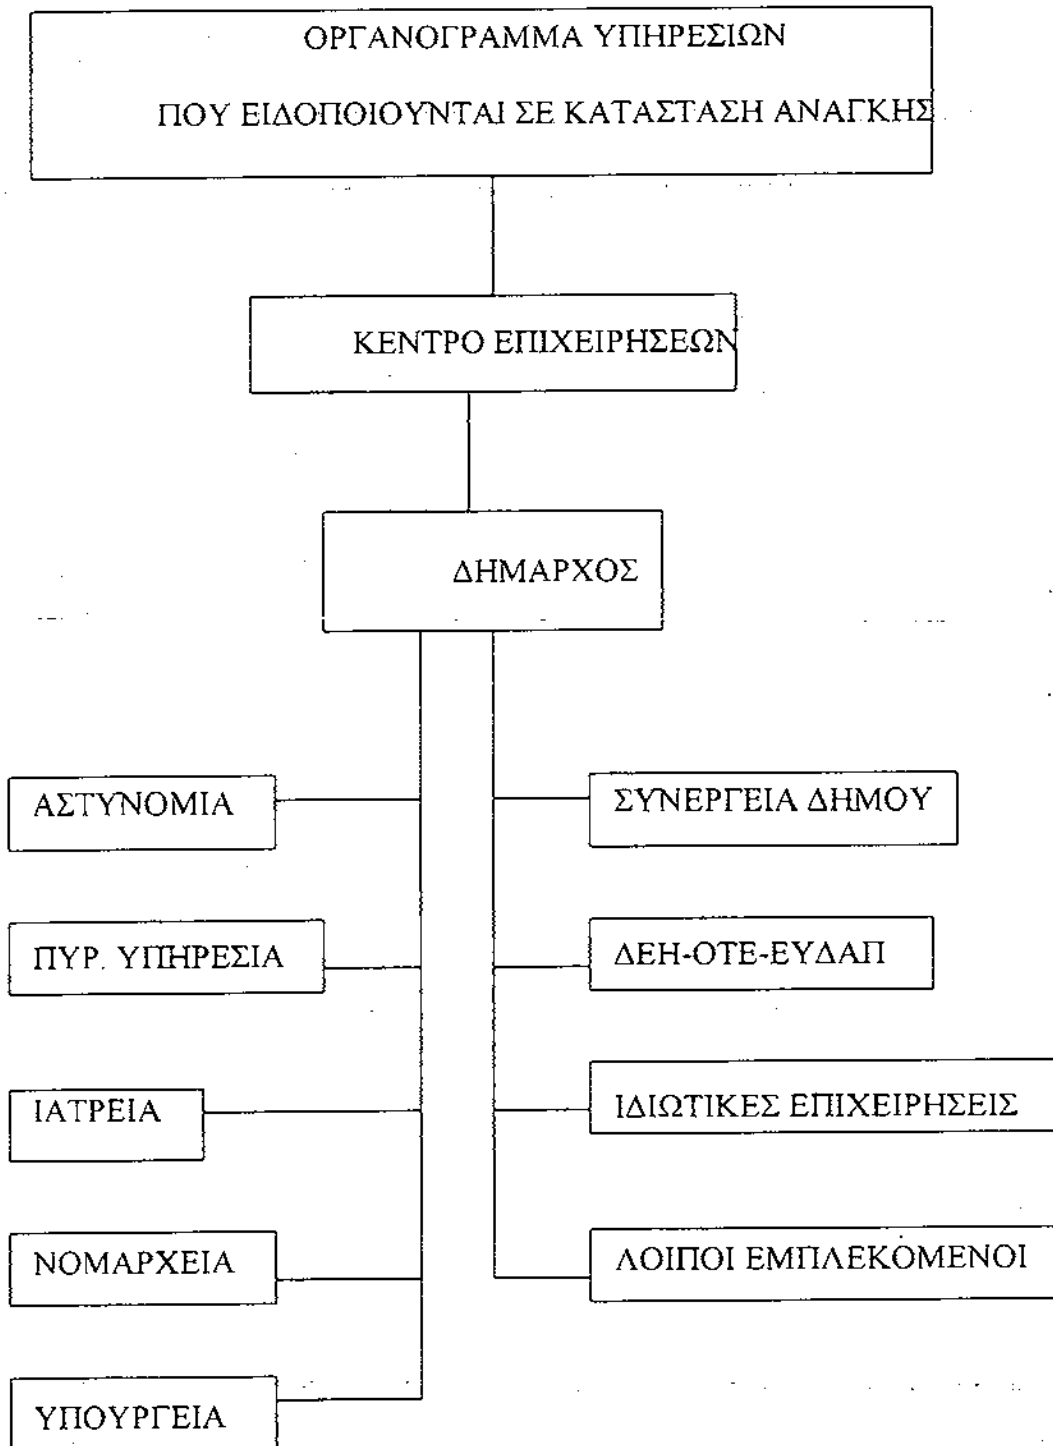 ΟΡΓΑΝΟΓΡΑΜΜΑ ΥΠΗΡΕΣΙΩΝ
ΠΟΥ ΕΙΔΟΠΟΙΟΥΝΤΑΙ ΣΕ ΚΑΤΑΣΤΑΣΗ ΑΝΑΓΚΗΣ
ΚΕΝΤΡΟ ΕΠΙΧΕΙΡΗΣΕΩΝ
ΔΗΜΑΡΧΟΣ
ΑΣΤΥΝΟΜΙΑ
ΠΥΡ. ΥΠΗΡΕΣΙΑ
ΙΑΤΡΕΙΑ
ΝΟΜΑΡΧΕΙΑ
ΥΠΟΥΡΓΕΙΑ
ΣΥΝΕΡΓΕΙΑ ΔΗΜΟΥ
ΔΕΗ-ΟΤΕ-ΕΥΔΑΠ
ΙΔΙΩΤΙΚΕΣ ΕΠΙΧΕΙΡΗΣΕΙΣ
ΛΟΙΠΟΙ ΕΜΠΛΕΚΟΜΕΝΟΙ